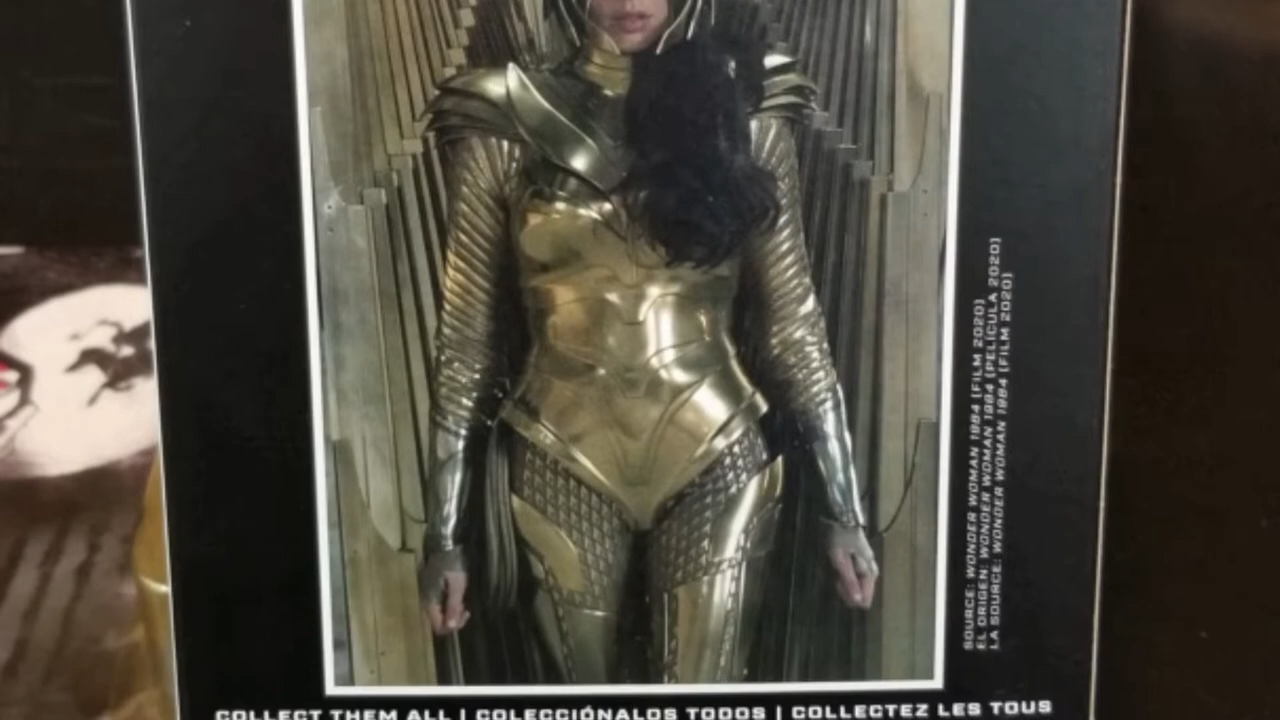 SOURCE: WONDER WOMAN 1984 (FILM 2020)
EL ORIGEN: WONDER WOMAN 1984 (PELÍCULA 2020)
LA SOURCE: WONDER WOMAN 1984 (FILM 2020)
COLLECT THEM ALL | COLECCIÓNALOS TODOS | COLLECTEZ LES TOUS